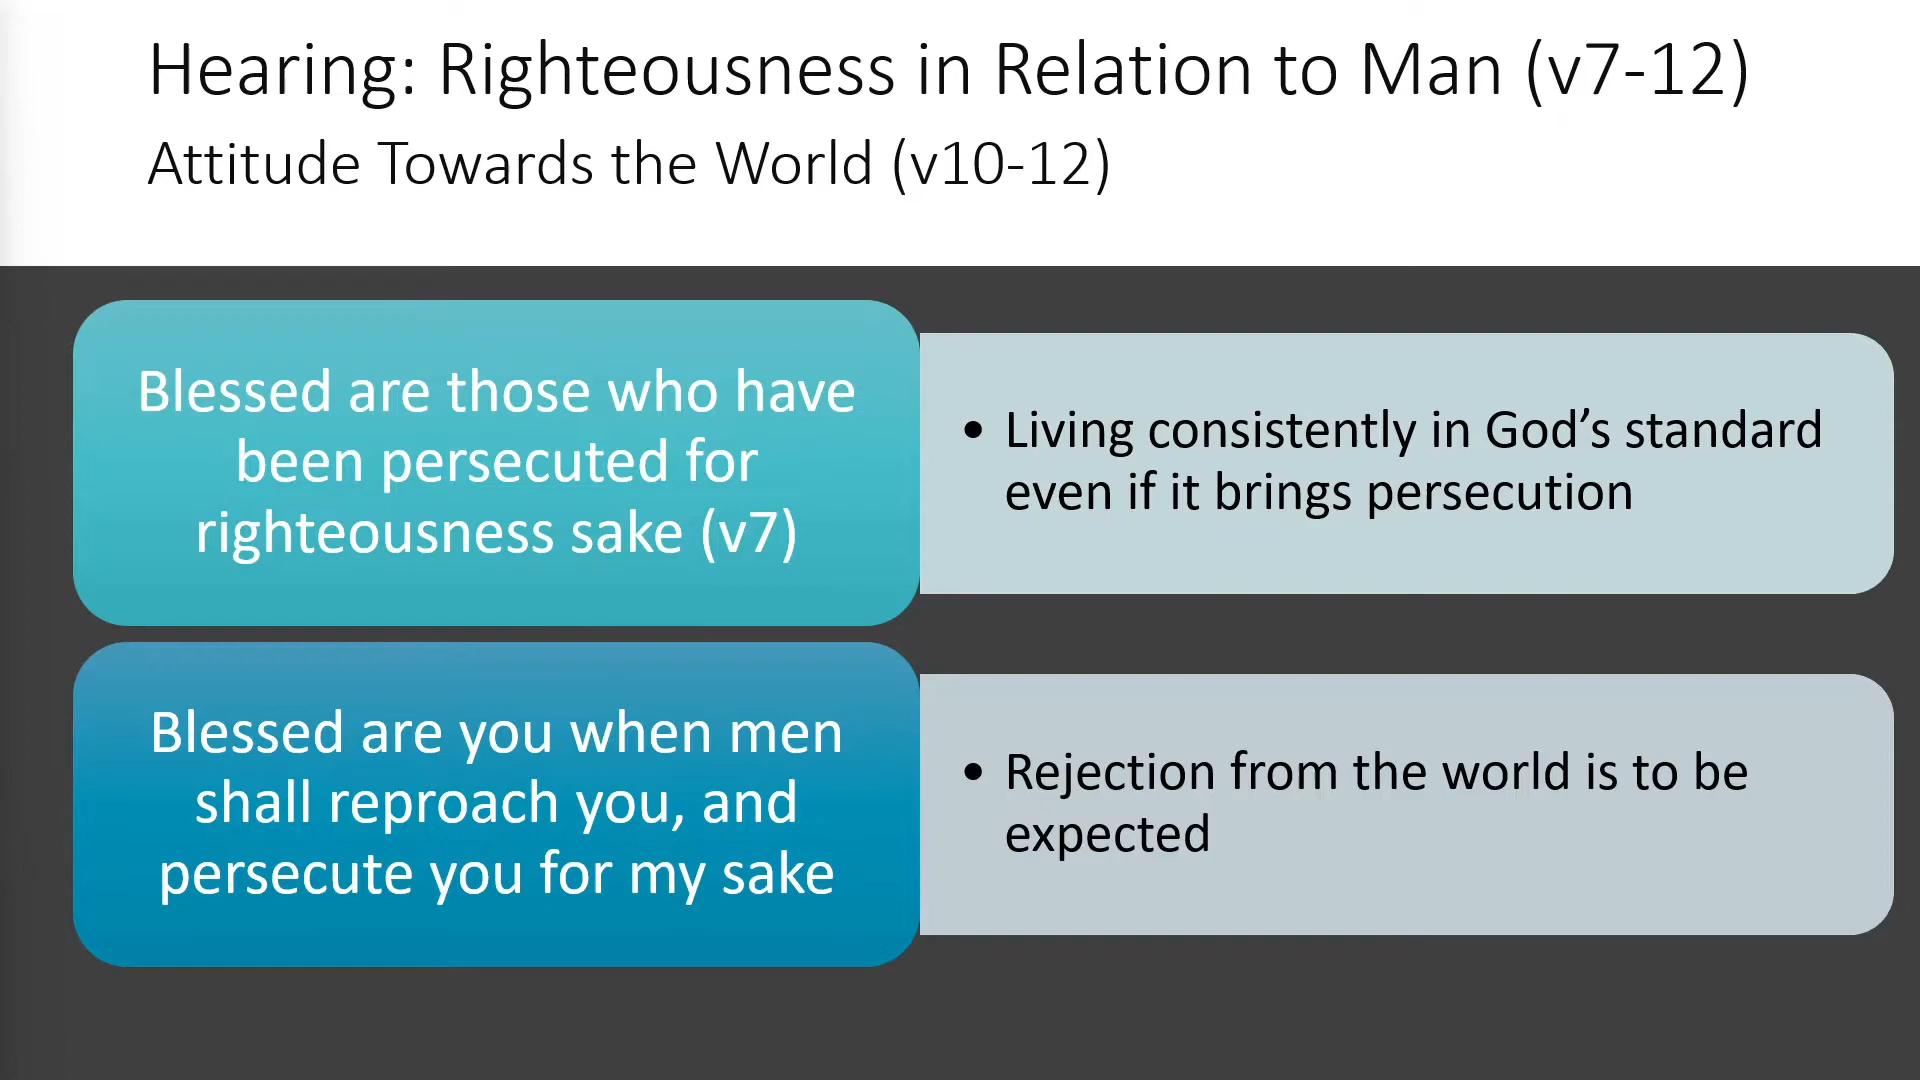 Hearing: Righteousness in Relation to Man (v7-12)
Attitude Towards the World (v10-12)
Blessed are those who have
been persecuted for
righteousness sake (v7)
• Living consistently in God’s standard
even if it brings persecution
Blessed are you when men
shall reproach you, and
persecute you for my sake
• Rejection from the world is to be
expected